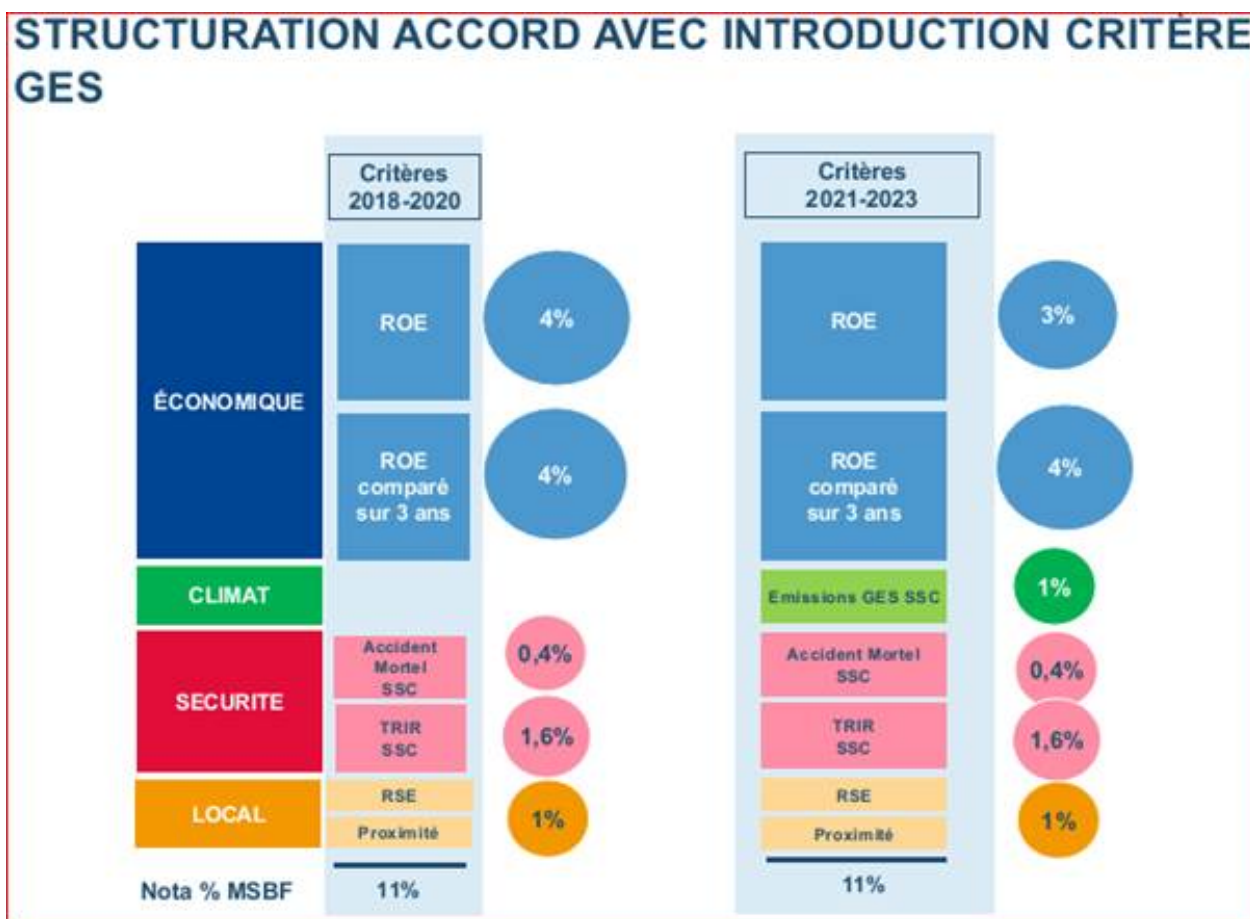 STRUCTURATION ACCORD AVEC INTRODUCTION CRITÈRE
GES
Critères
2018-2020
Critères
2021-2023
ÉCONOMIQUE
ROE
4%
ROE
3%
ROE
comparé
sur 3 ans
4%
ROE
comparé
sur 3 ans
4%
CLIMAT
Emissions GES SSC
1%
SECURITE
Accident
Mortel
SSC
0,4%
Accident Mortel
SSC
0,4%
TRIR
SSC
1,6%
TRIR
SSC
1,6%
LOCAL
RSE
Proximité
1%
RSE
Proximité
1%
Nota % MSBF
11%
11%